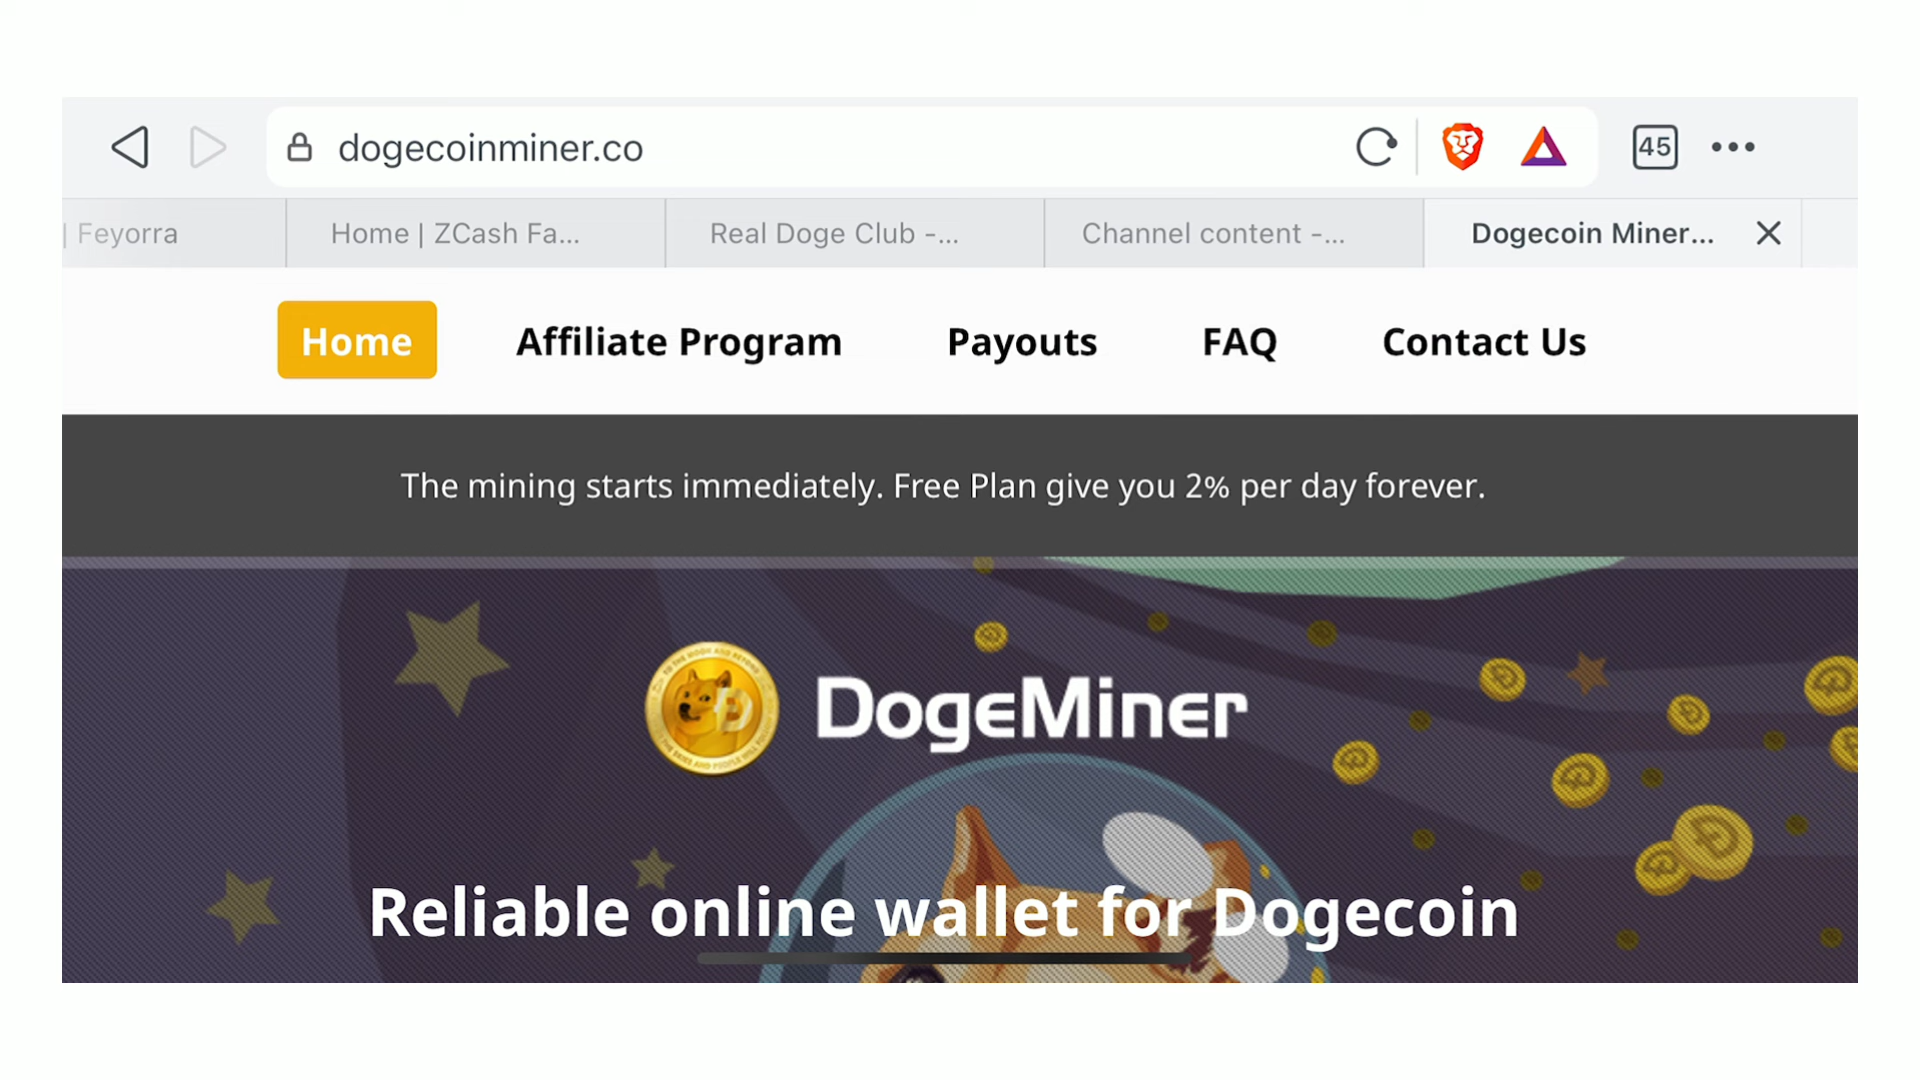 dogecoinminer.co
45
| Feyorra
Home | ZCash Fa...
Real Doge Club -...
Channel content -...
Dogecoin Miner...
Home
Affiliate Program
Payouts
FAQ
Contact Us
The mining starts immediately. Free Plan give you 2% per day forever.
DogeMiner
Reliable online wallet for Dogecoin